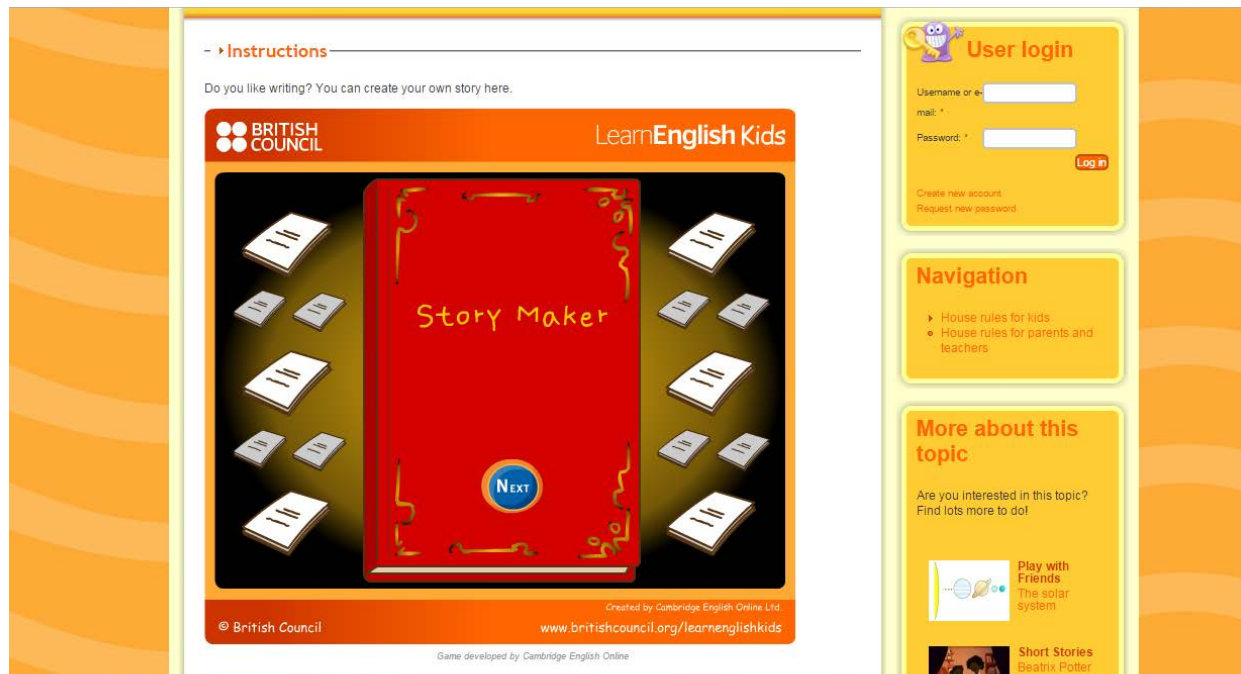 Instructions
Do you like writing? You can create your own story here.
BRITISH
COUNCIL
LearnEnglish Kids
Story Maker
NEXT
Created by Cambridge English Online Ltd.
© British Council
www.britishcouncil.org/learnenglishkids
Game developed by Cambridge English Online
User login
Username or e-
mail: *
Password: *
Log in
Create new account
Request new password
Navigation
House rules for kids
House rules for parents and
teachers
More about this
topic
Are you interested in this topic?
Find lots more to do!
Play with
Friends
The solar
system
Short Stories
Beatrix Potter